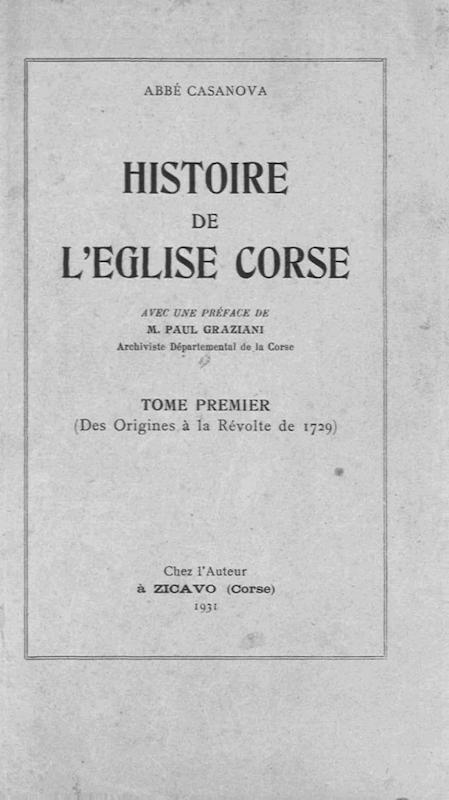 ABBÉ CASANOVA
HISTOIRE
DE
L'EGLISE CORSE
AVEC UNE PRÉFACE DE
M. PAUL GRAZIANI
Archiviste Départemental de la Corse
TOME PREMIER
(Des Origines à la Révolte de 1729)
Chez l'Auteur
à ZICAVO (Corse)
1931